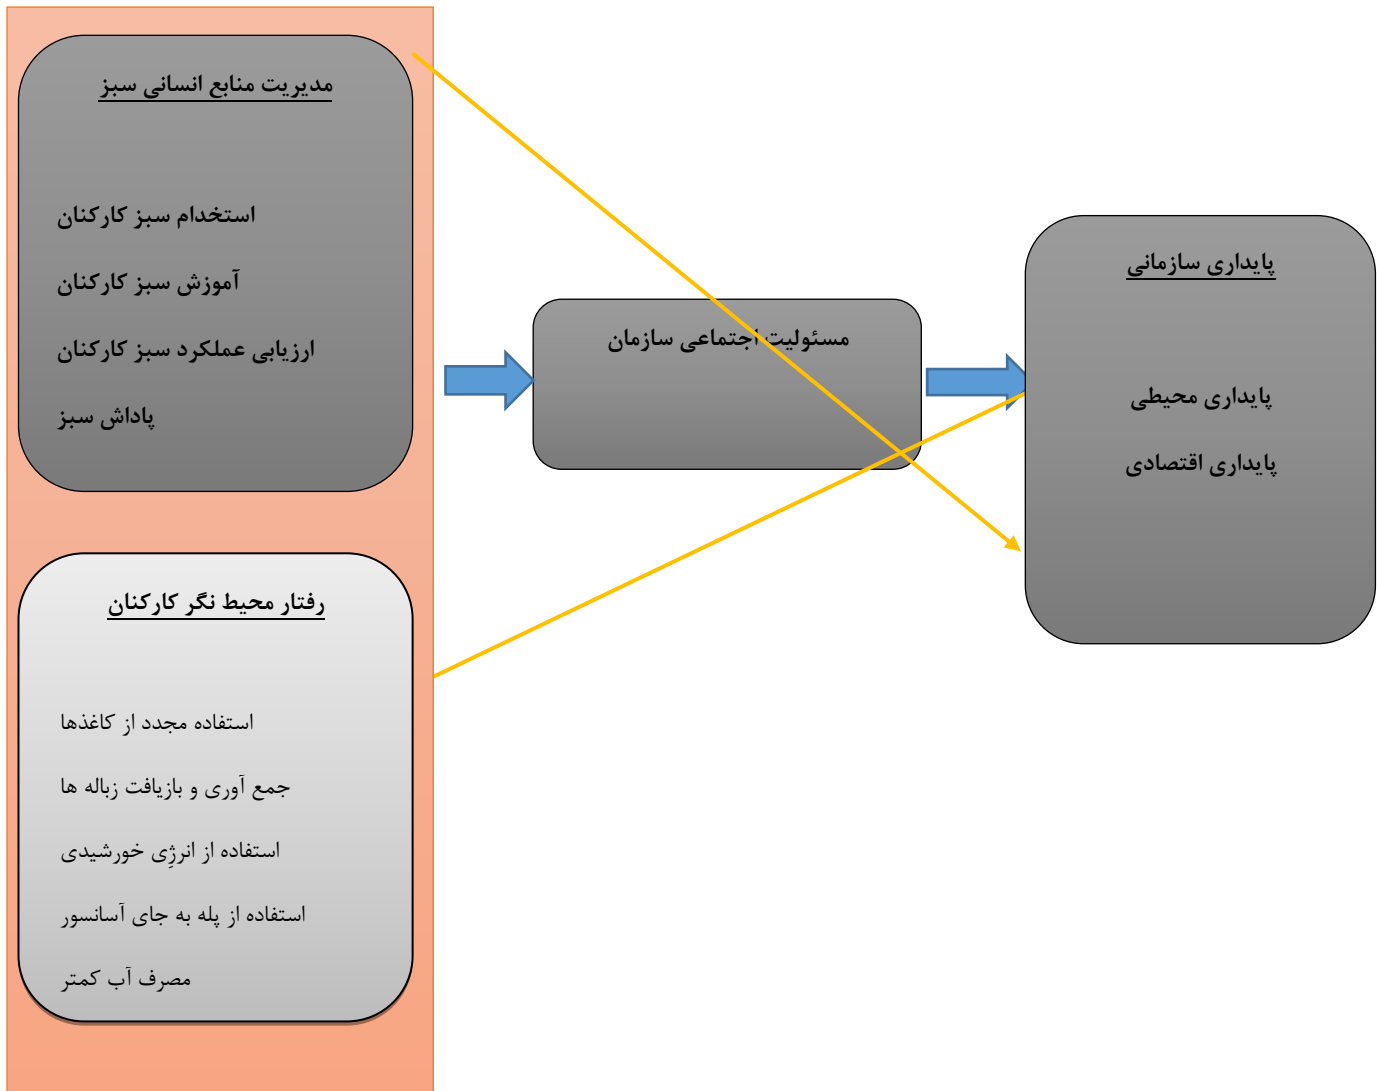 مدیریت منابع انسانی سبز
استخدام سبز کارکنان
آموزش سبز کارکنان
ارزیابی عملکرد سبز کارکنان
پاداش سبز
رفتار محیط نگر کارکنان
استفاده مجدد از کاغذها
جمع آوری و بازیافت زباله ها
استفاده از انرژِی خورشیدی
استفاده از پله به جای آسانسور
مصرف آب کمتر
مسئولیت اجتماعی سازمان
پایداری سازمانی
پایداری محیطی
پایداری اقتصادی